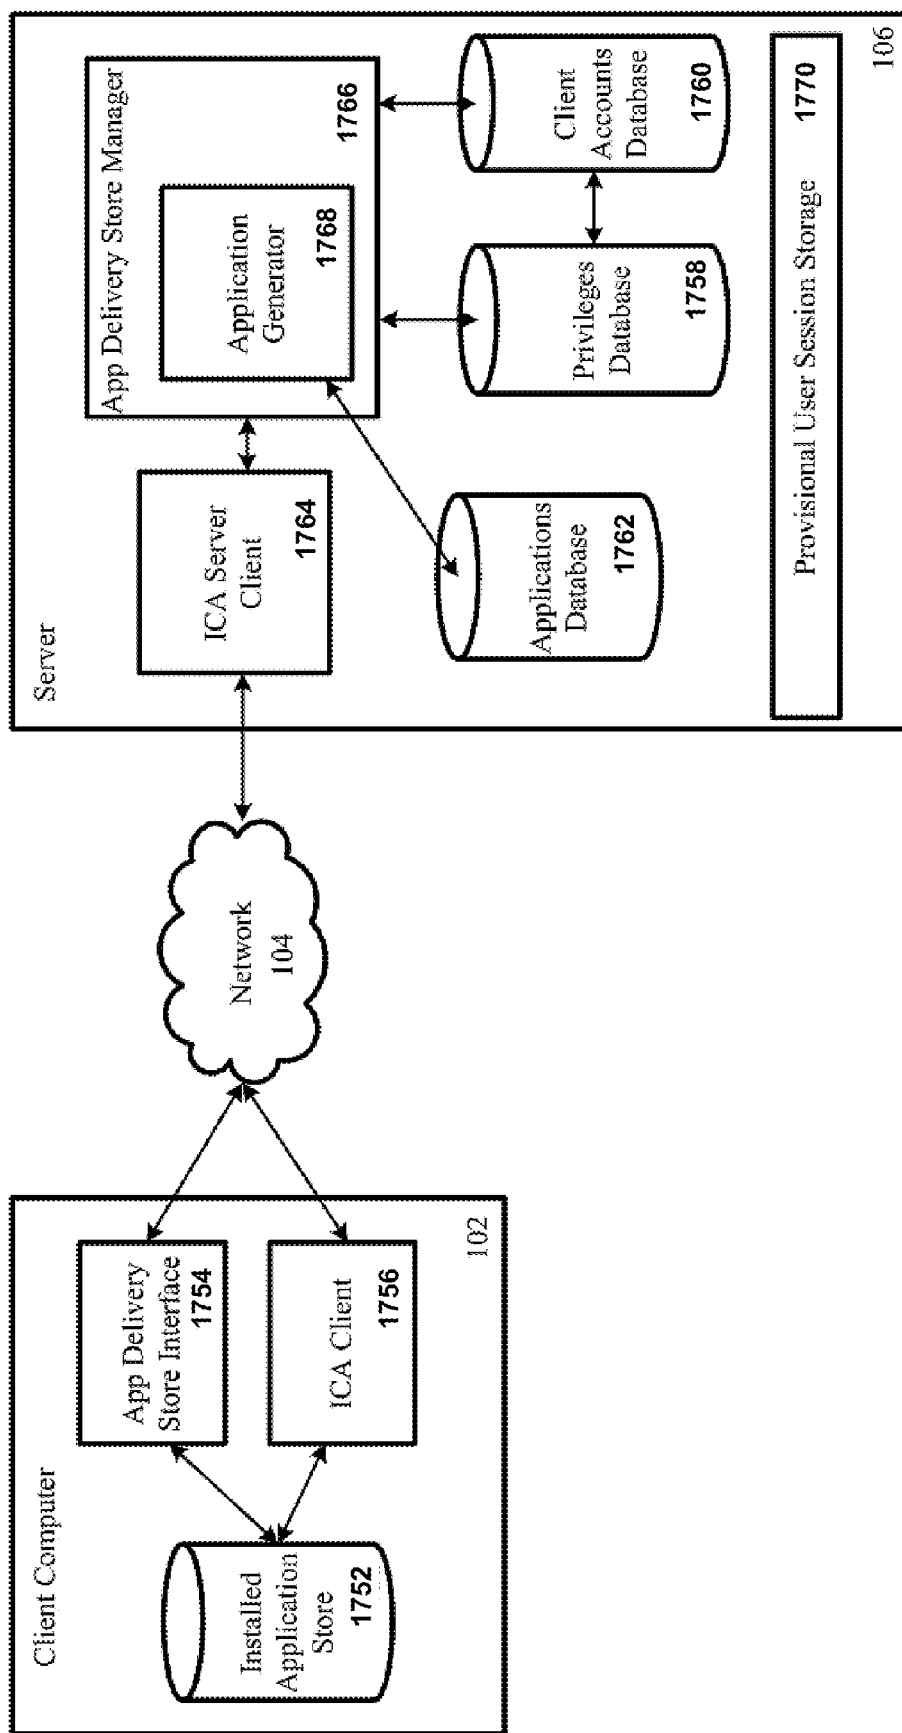 Client Computer
Installed
Application
Store
1752
App Delivery
Store Interface
1754
ICA Client
1756
102
Network
104
Server
ICA Server
Client
1764
App Delivery Store Manager
1766
Application
Generator
1768
Applications
Database
1762
Privileges
Database
1758
Client
Accounts
Database
1760
Provisional User Session Storage
1770
106